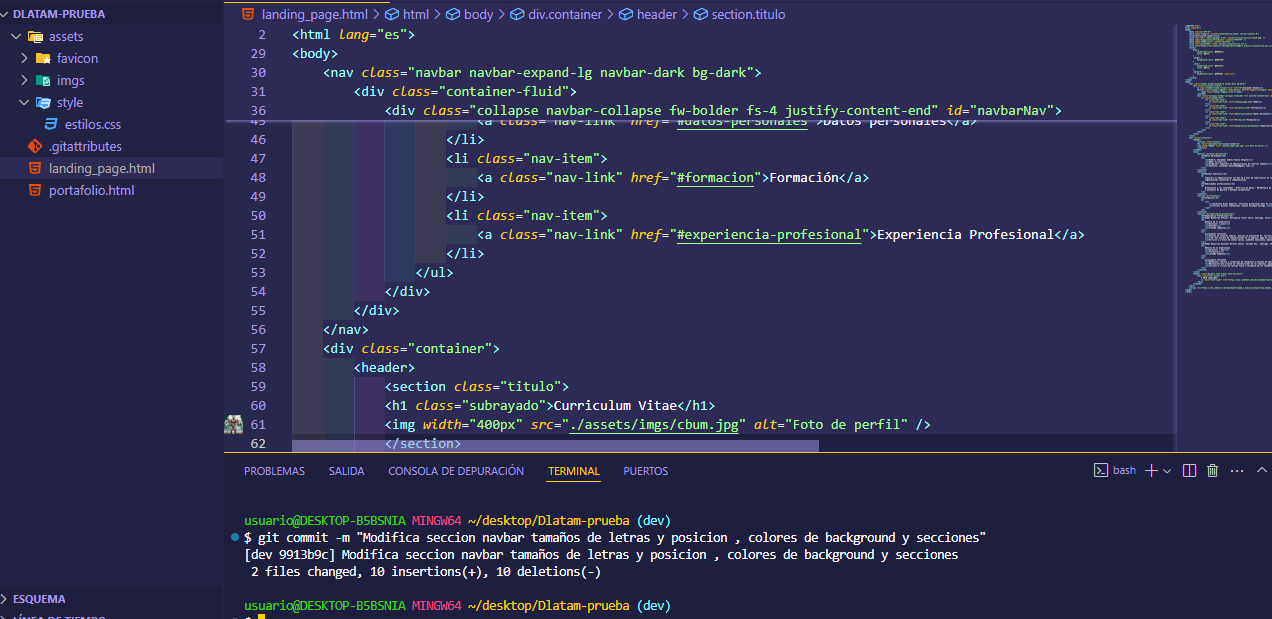 DLATAM-PRUEBA
assets
favicon
imgs
style
estilos.css
.gitattributes
landing_page.html
portafolio.html
ESQUEMA
LÍNEA DE TIEMPO
landing_page.html > html > body > div.container > header > section.titulo
2 <html lang="es">
29 <body>
30 <nav class="navbar navbar-expand-lg navbar-dark bg-dark">
31 <div class="container-fluid">
36 <div class="collapse navbar-collapse fw-bolder fs-4 justify-content-end" id="navbarNav">
45 <a class="nav-link" href="#datos-personales">Datos personales</a>
46 </li>
47 <li class="nav-item">
48 <a class="nav-link" href="#formacion">Formación</a>
49 </li>
50 <li class="nav-item">
51 <a class="nav-link" href="#experiencia-profesional">Experiencia Profesional</a>
52 </li>
53 </ul>
54 </div>
55 </div>
56 </nav>
57 <div class="container">
58 <header>
59 <section class="titulo">
60 <h1 class="subrayado">Curriculum Vitae</h1>
61 <img width="400px" src="./assets/imgs/cbum.jpg" alt="Foto de perfil" />
62 </section>
PROBLEMAS SALIDA CONSOLA DE DEPURACIÓN TERMINAL PUERTOS bash
usuario@DESKTOP-B5BSNIA MINGW64 ~/desktop/Dlatam-prueba (dev)
$ git commit -m "Modifica seccion navbar tamaños de letras y posicion , colores de background y secciones"
[dev 9913b9c] Modifica seccion navbar tamaños de letras y posicion , colores de background y secciones
2 files changed, 10 insertions(+), 10 deletions(-)
usuario@DESKTOP-B5BSNIA MINGW64 ~/desktop/Dlatam-prueba (dev)
$